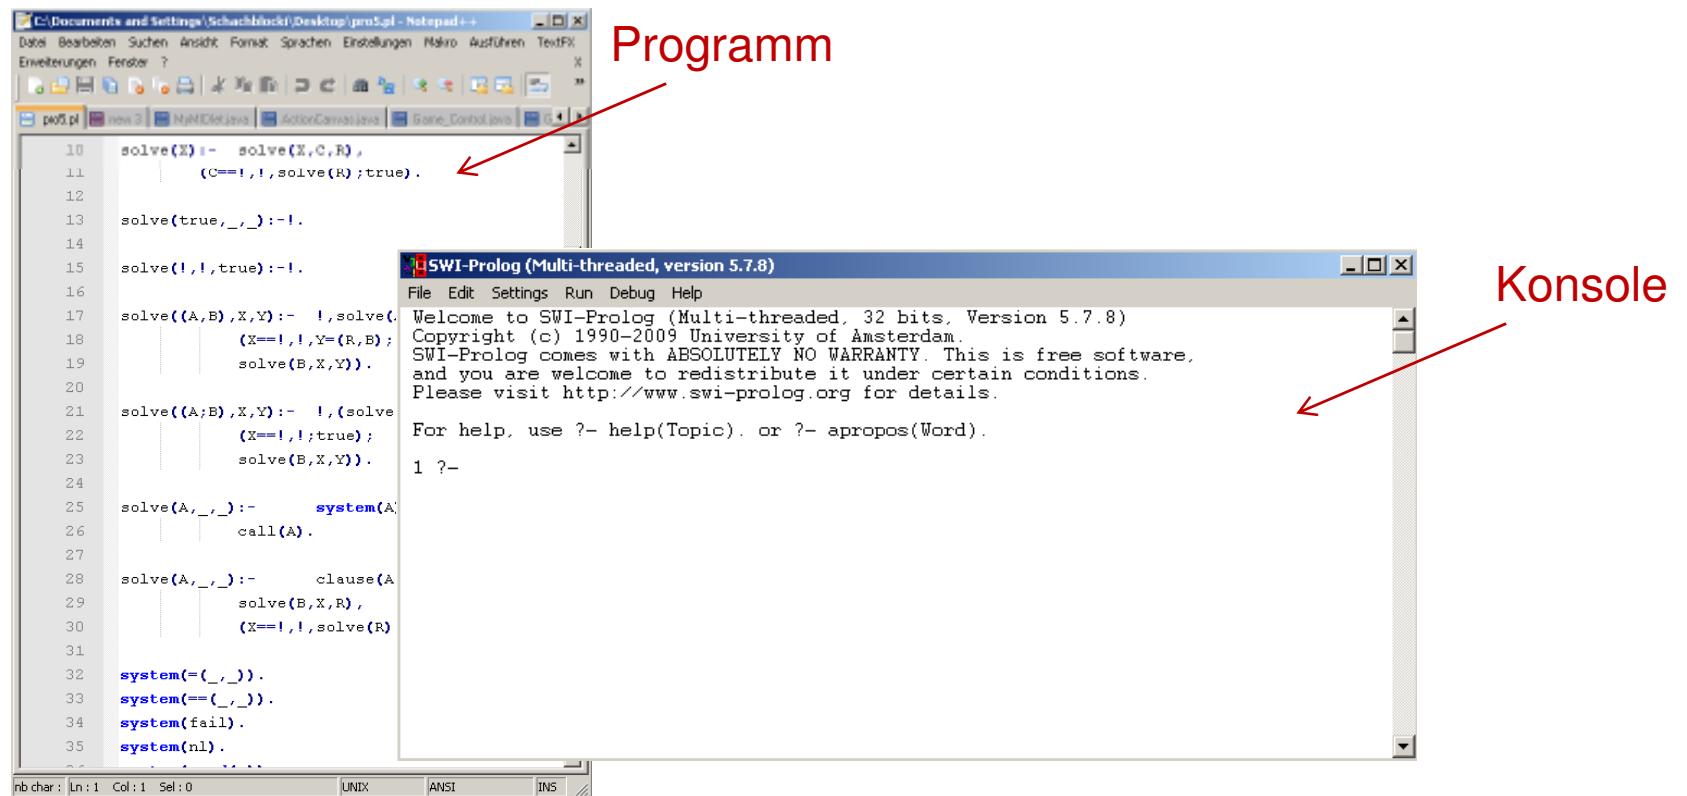 C:\Documents and Settings\Schachblocki\Desktop\pro5.pl - Notepad++
Datei Bearbeiten Suchen Ansicht Format Sprachen Einstellungen Makro Ausführen TextFX
Erweiterungen Fenster ? X
pro5.pl new 3 MyMIDlet.java ActionCanvas.java Game_Control.java G
10 solve(X):- solve(X,C,R),
11 (C==!,!,solve(R);true).
12
13 solve(true,_,_):-!.
14
15 solve(!,!,true):-!.
16
17 solve((A,B),X,Y):- !,solve(
18 (X==!,!,Y=(R,B);
19 solve(B,X,Y)).
20
21 solve((A;B),X,Y):- !,(solve
22 (X==!,!;true);
23 solve(B,X,Y)).
24
25 solve(A,_,_):- system(A)
26 call(A).
27
28 solve(A,_,_):- clause(A
29 solve(B,X,R),
30 (X==!,!,solve(R)
31
32 system(=(_,_)).
33 system(==(_,_)).
34 system(fail).
35 system(nl).
nb char : Ln : 1 Col : 1 Sel : 0 UNIX ANSI INS
Programm
SWI-Prolog (Multi-threaded, version 5.7.8)
File Edit Settings Run Debug Help
Welcome to SWI-Prolog (Multi-threaded, 32 bits, Version 5.7.8)
Copyright (c) 1990-2009 University of Amsterdam.
SWI-Prolog comes with ABSOLUTELY NO WARRANTY. This is free software,
and you are welcome to redistribute it under certain conditions.
Please visit http://www.swi-prolog.org for details.
For help, use ?- help(Topic). or ?- apropos(Word).
1 ?-
Konsole